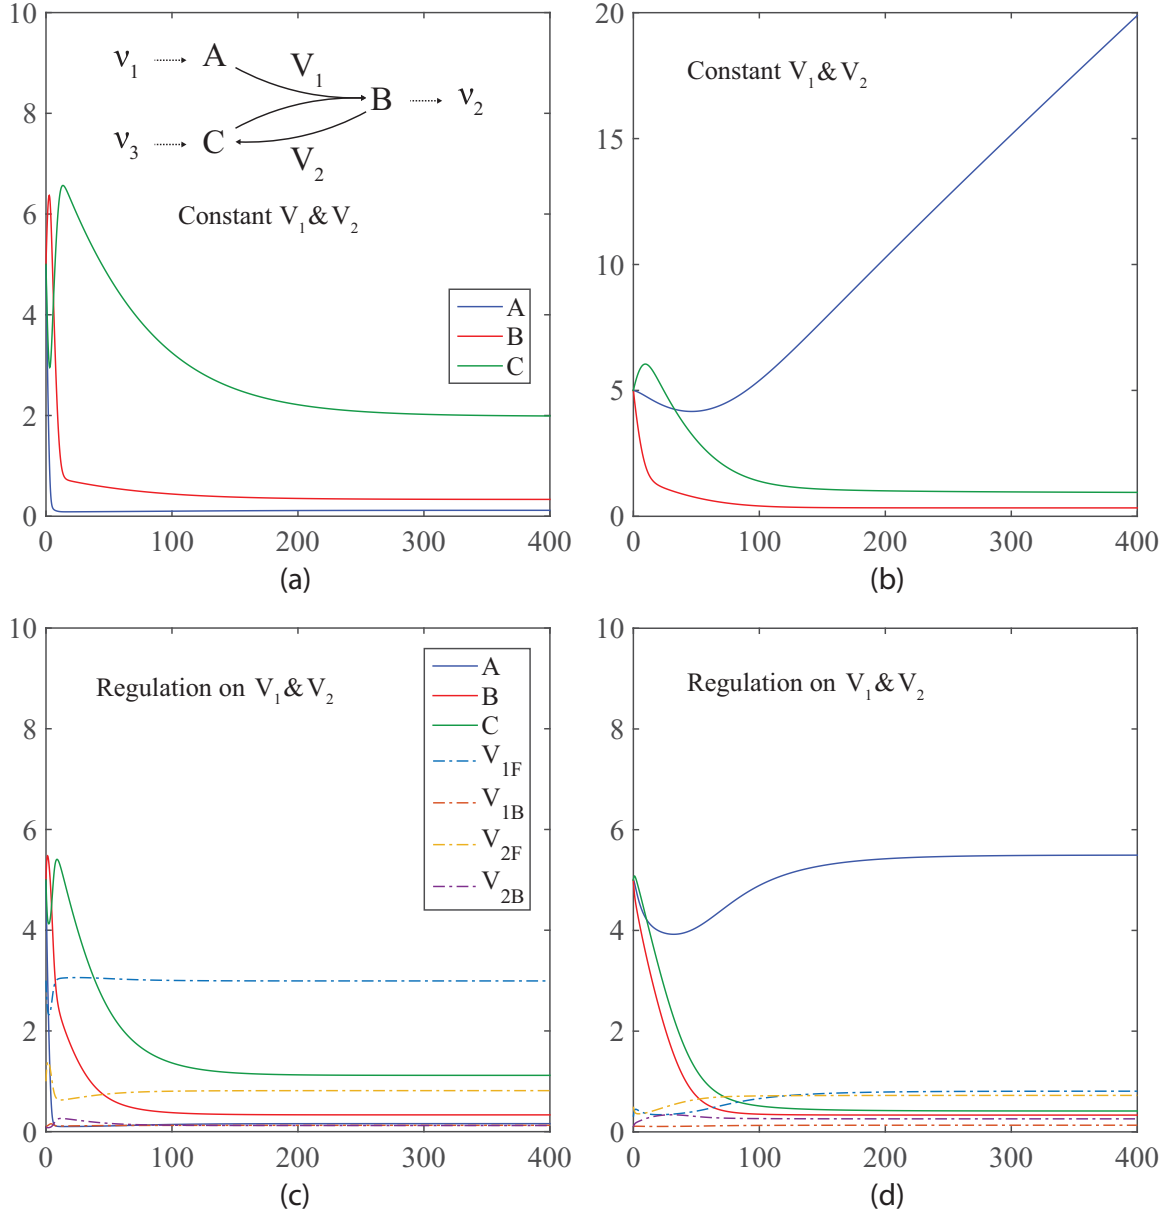 10
8
6
4
2
0
ν1 A V1 B ν2
ν3 C V2
Constant V1 & V2
A
B
C
0 100 200 300 400
(a)
20
15
10
5
0
Constant V1 & V2
0 100 200 300 400
(b)
10
8
6
4
2
0
Regulation on V1 & V2
A
B
C
V1F
V1B
V2F
V2B
0 100 200 300 400
(c)
10
8
6
4
2
0
Regulation on V1 & V2
0 100 200 300 400
(d)